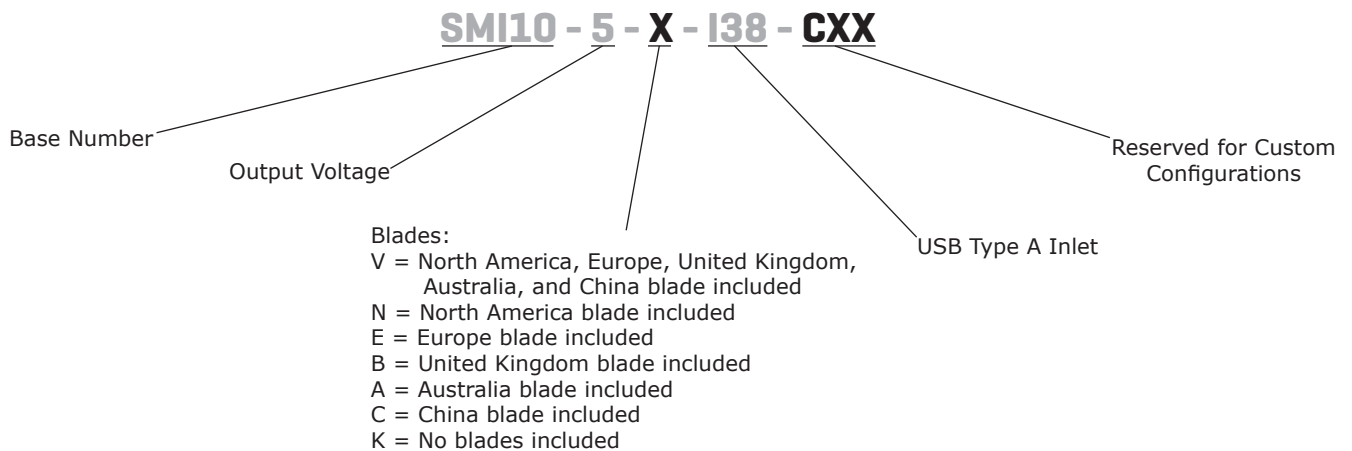 SMI10 - 5 - X - I38 - CXX
Base Number
Output Voltage
Reserved for Custom
Configurations
USB Type A Inlet
Blades:
V = North America, Europe, United Kingdom,
Australia, and China blade included
N = North America blade included
E = Europe blade included
B = United Kingdom blade included
A = Australia blade included
C = China blade included
K = No blades included